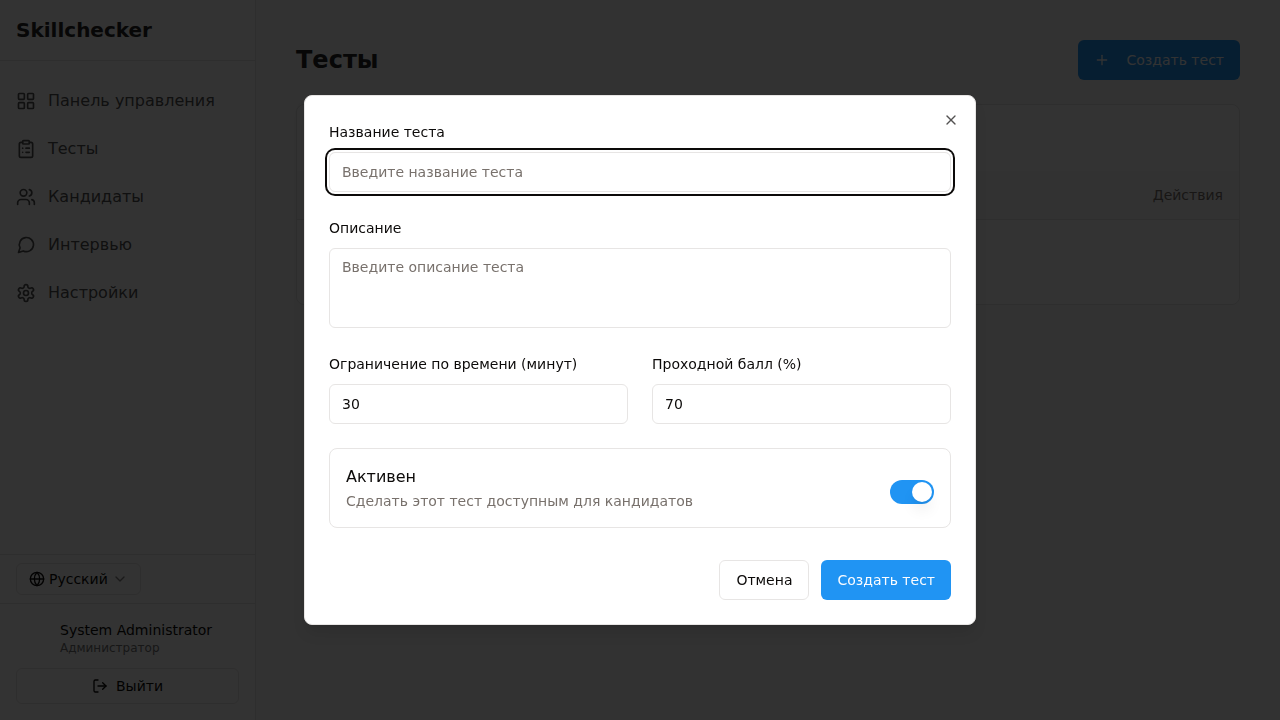 Skillchecker
Панель управления
Тесты
Кандидаты
Интервью
Настройки
Русский
System Administrator
Администратор
Выйти
Тесты
Создать тест
Действия
Название теста
Введите название теста
Описание
Введите описание теста
Ограничение по времени (минут)
Проходной балл (%)
30
70
Активен
Сделать этот тест доступным для кандидатов
Отмена
Создать тест